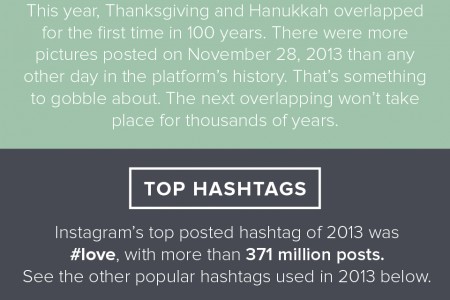 This year, Thanksgiving and Hanukkah overlapped
for the first time in 100 years. There were more
pictures posted on November 28, 2013 than any
other day in the platform's history. That's something
to gobble about. The next overlapping won't take
place for thousands of years.
TOP HASHTAGS
Instagram's top posted hashtag of 2013 was
#love, with more than 371 million posts.
See the other popular hashtags used in 2013 below.